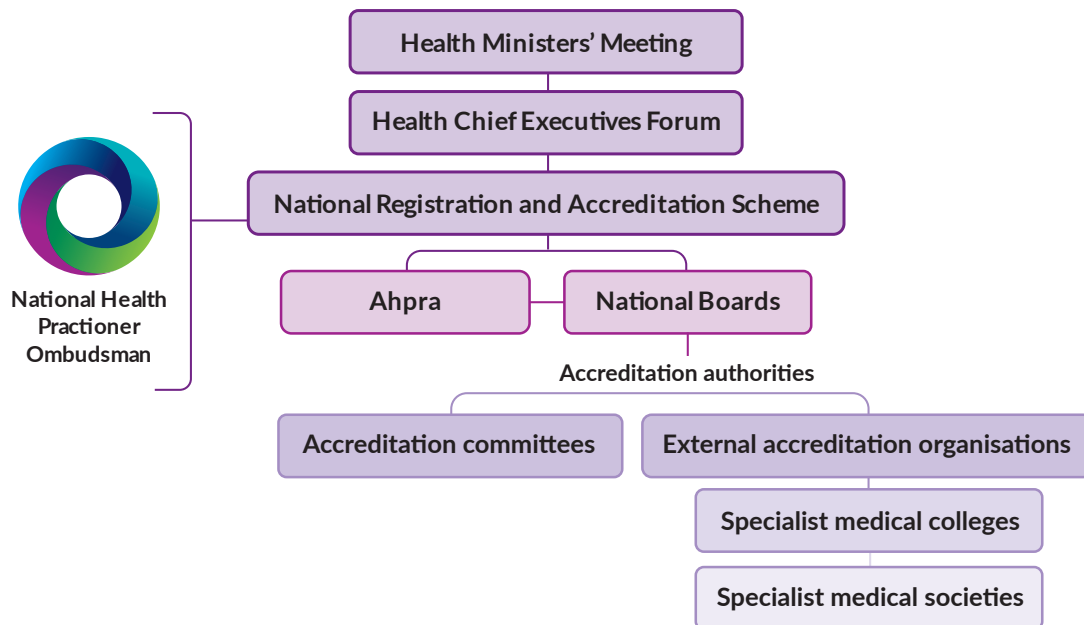 Health Ministers’ Meeting
Health Chief Executives Forum
National Registration and Accreditation Scheme
National Health
Practioner
Ombudsman
Ahpra
National Boards
Accreditation authorities
Accreditation committees
External accreditation organisations
Specialist medical colleges
Specialist medical societies